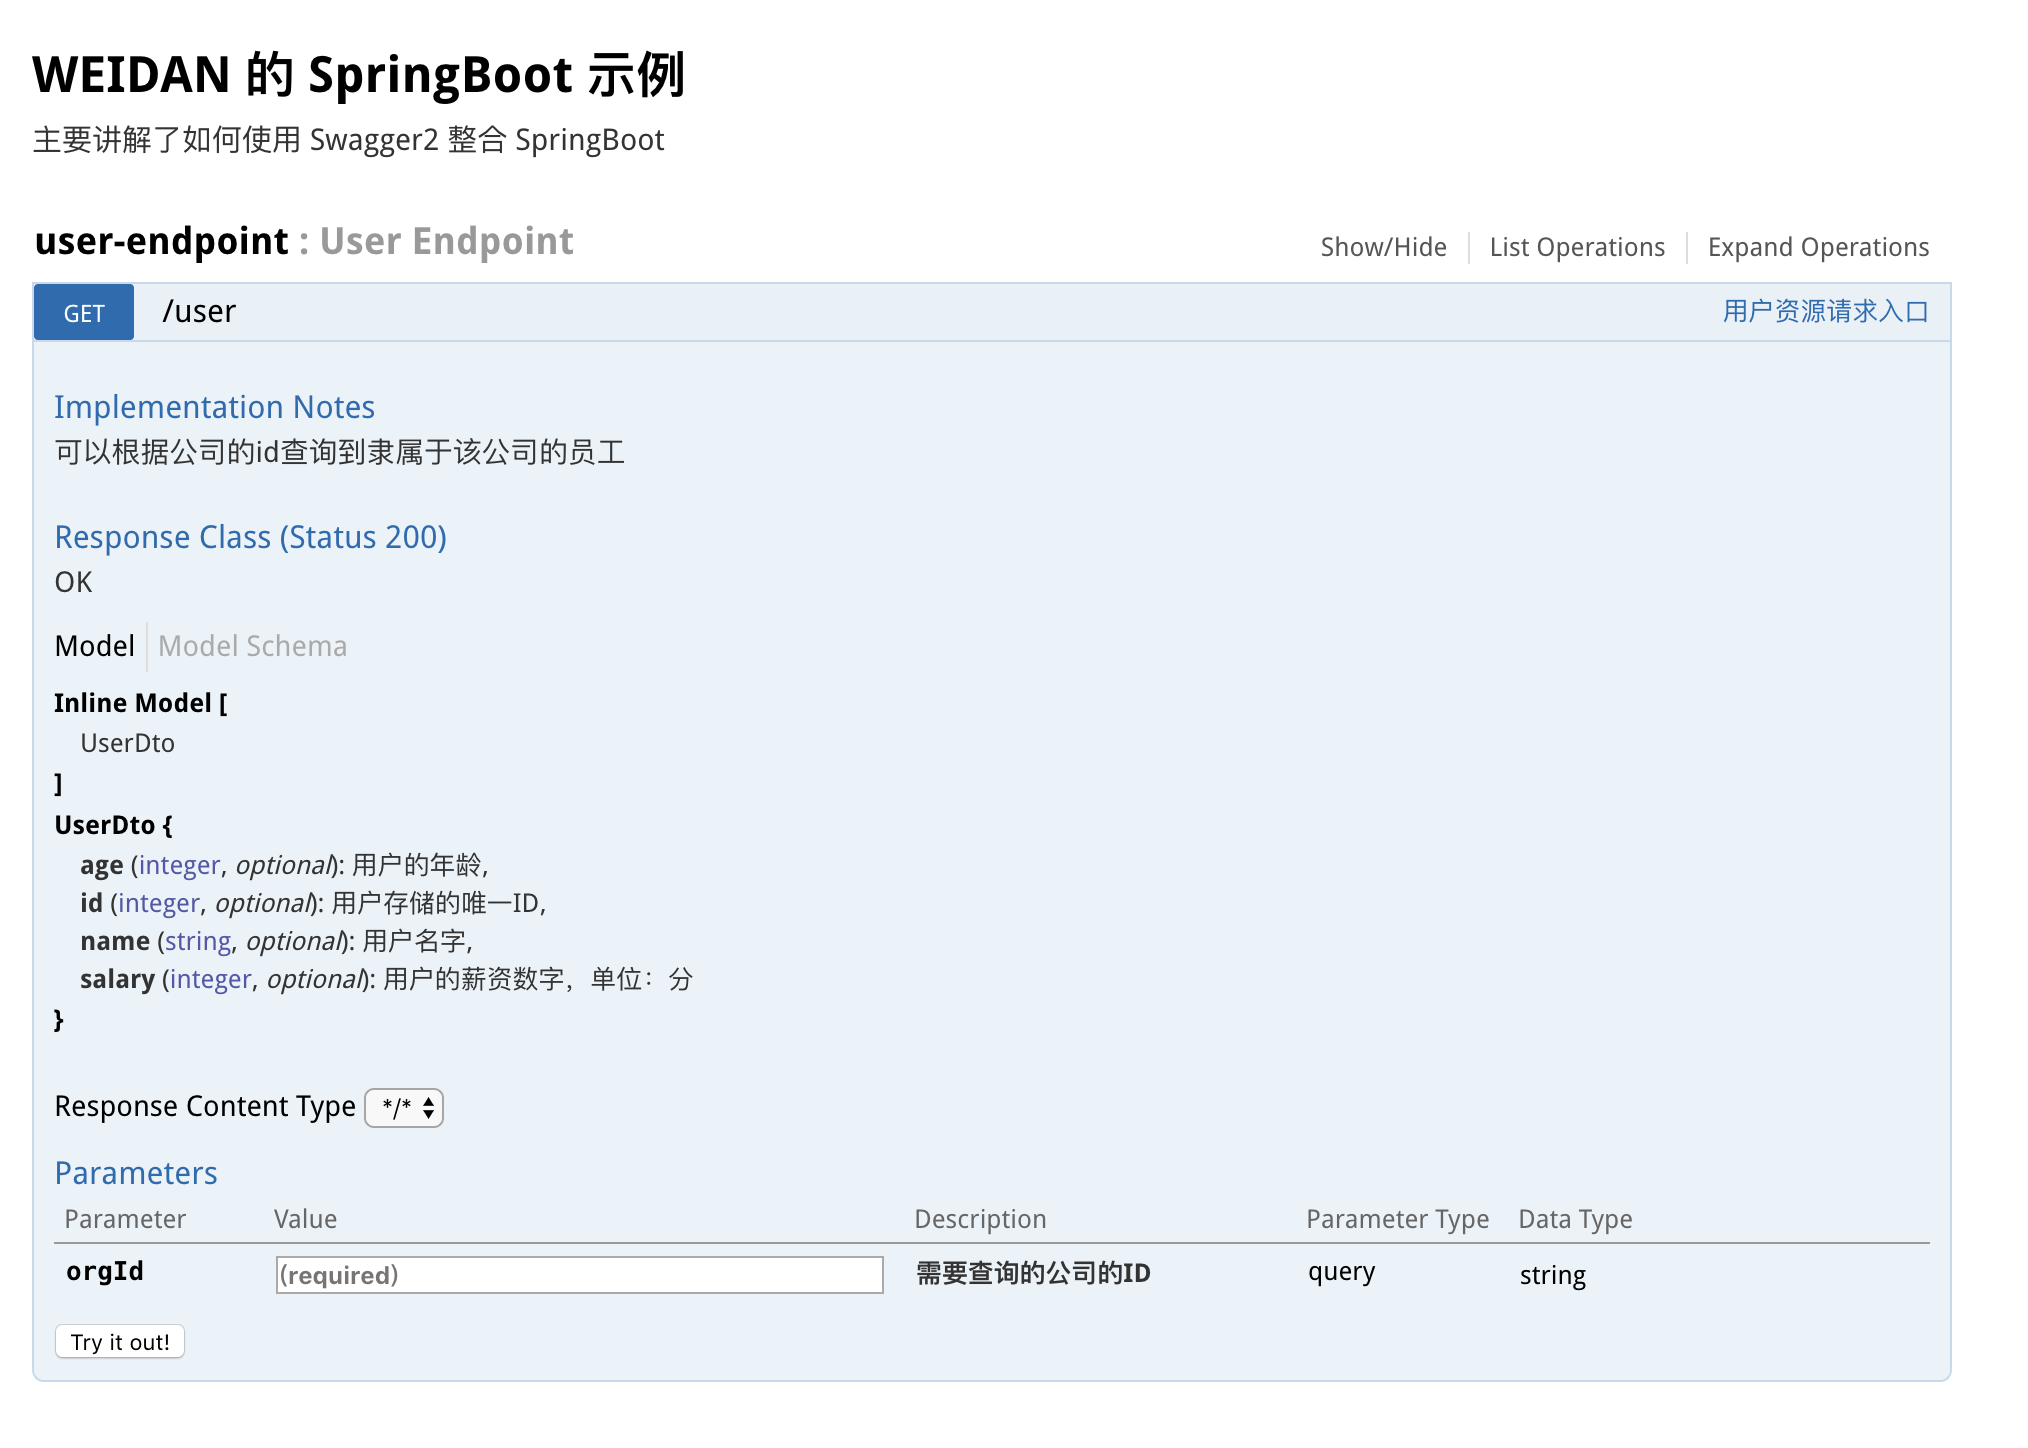 WEIDAN 的 SpringBoot 示例
主要讲解了如何使用 Swagger2 整合 SpringBoot
user-endpoint : User Endpoint
Show/Hide
List Operations
Expand Operations
GET /user 用户资源请求入口
Implementation Notes
可以根据公司的id查询到隶属于该公司的员工
Response Class (Status 200)
OK
Model Model Schema
Inline Model [
UserDto
]
UserDto {
age (integer, optional): 用户的年龄,
id (integer, optional): 用户存储的唯一ID,
name (string, optional): 用户名字,
salary (integer, optional): 用户的薪资数字，单位：分
}
Response Content Type */*
Parameters
Parameter Value Description Parameter Type Data Type
orgId (required) 需要查询的公司的ID query string
Try it out!